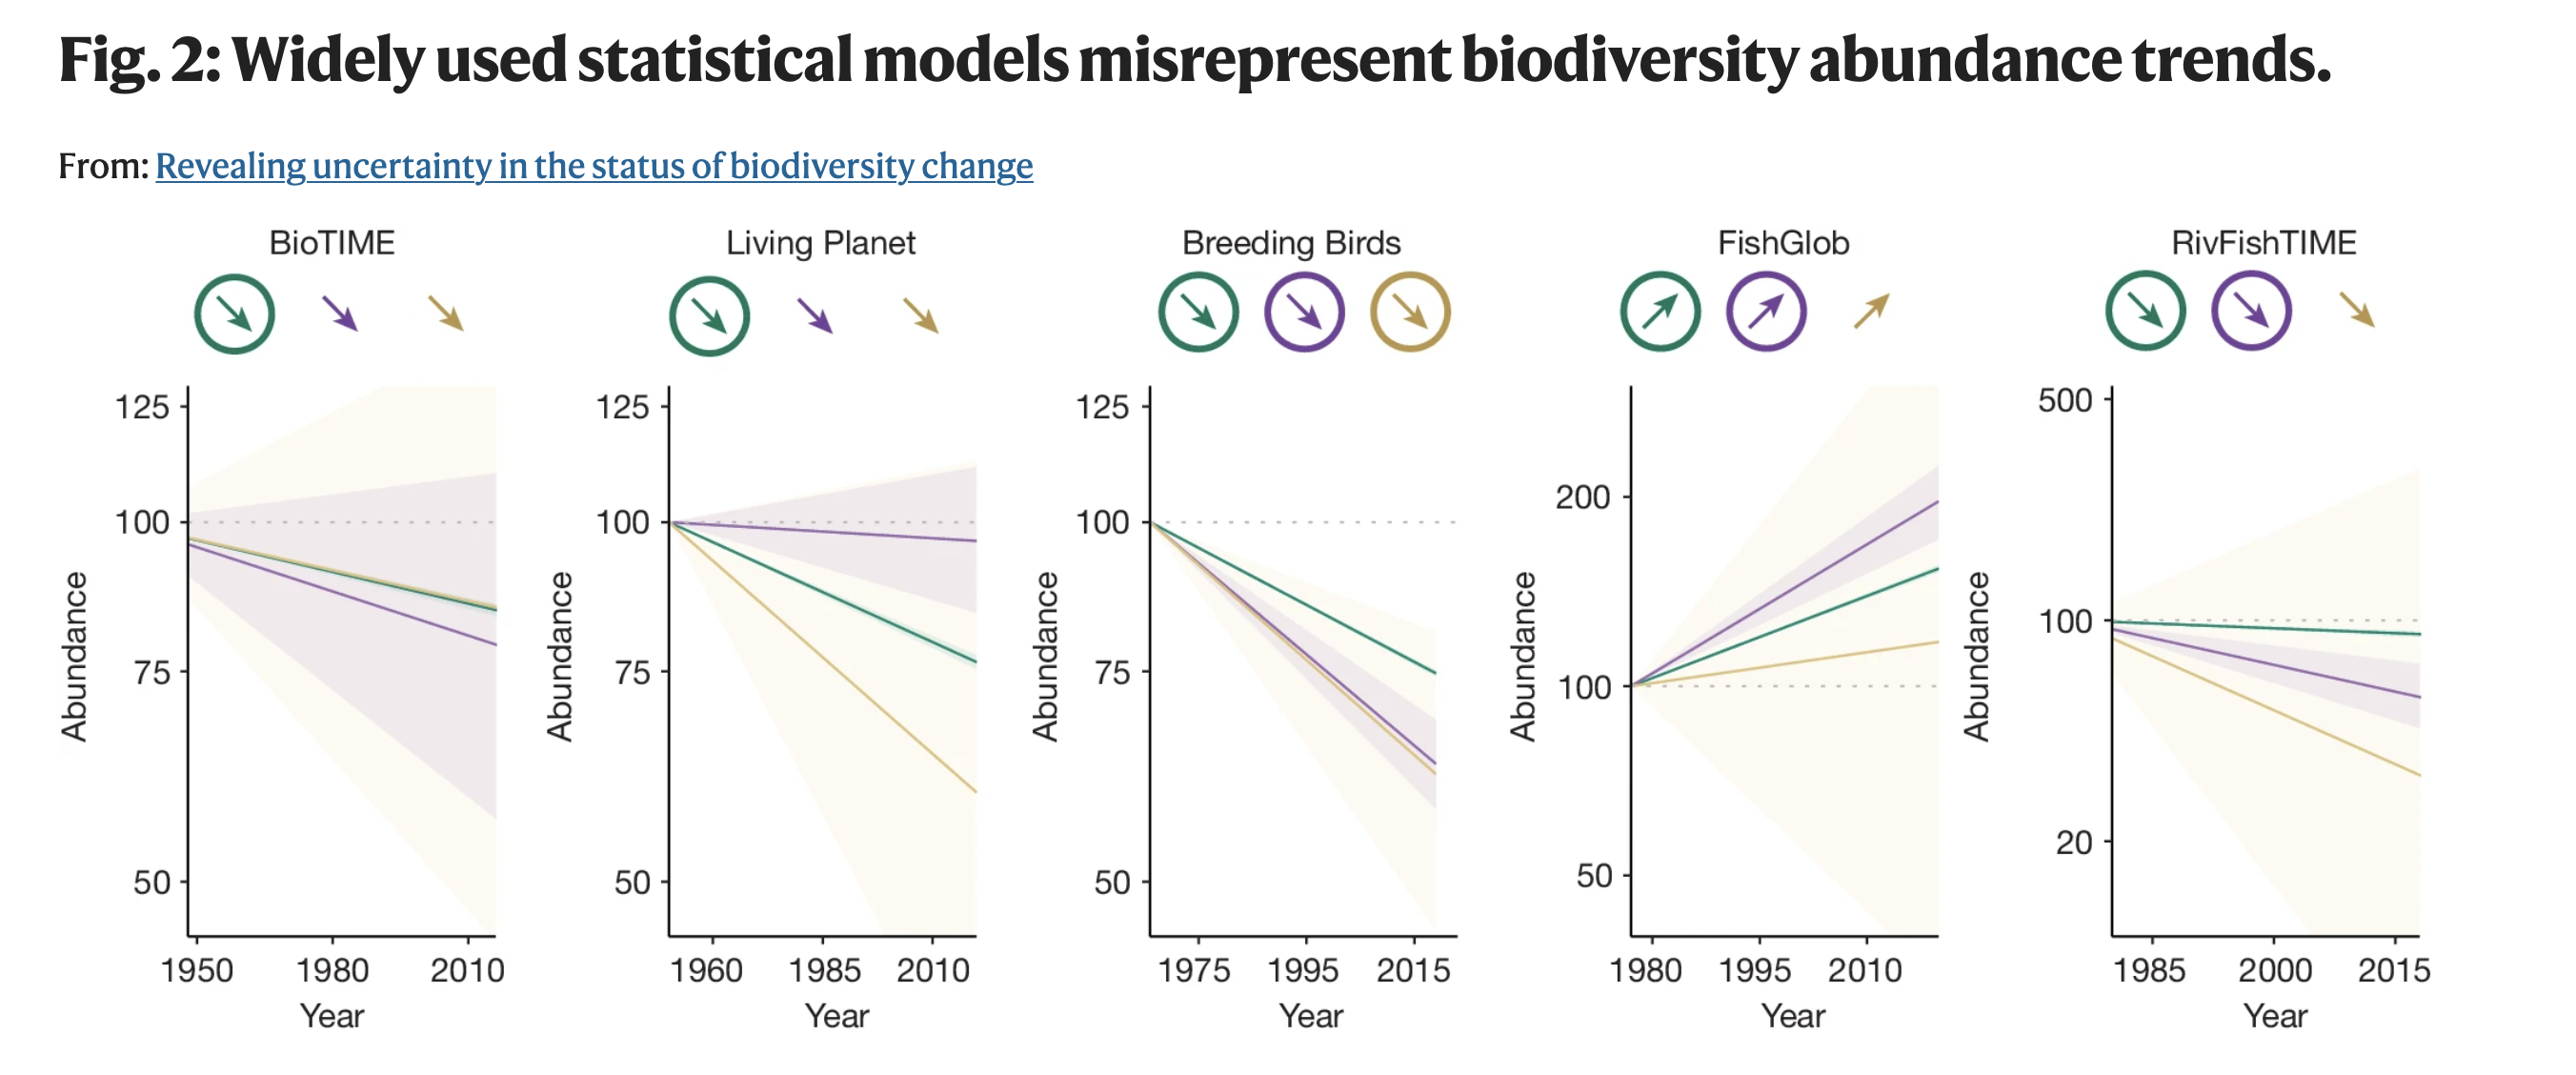 Fig. 2: Widely used statistical models misrepresent biodiversity abundance trends.
From: Revealing uncertainty in the status of biodiversity change
BioTIME
Living Planet
Breeding Birds
FishGlob
RivFishTIME
125
100
75
50
Abundance
1950 1980 2010
Year
125
100
75
50
Abundance
1960 1985 2010
Year
125
100
75
50
Abundance
1975 1995 2015
Year
200
100
50
Abundance
1980 1995 2010
Year
500
100
20
Abundance
1985 2000 2015
Year